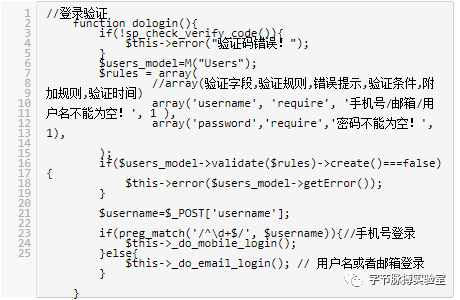 1 //登录验证
2 function dologin(){
3 if(!sp_check_verify_code()){
4 $this->error("验证码错误！");
5 }
6 $users_model=M("Users");
7 $rules = array(
8 //array(验证字段,验证规则,错误提示,验证条件,附
9 加规则,验证时间)
10 array('username', 'require', '手机号/邮箱/用
11 户名不能为空！', 1 ),
12 array('password','require','密码不能为空！',
13 1),
14
15 );
16 if($users_model->validate($rules)->create()===false)
17 {
18 $this->error($users_model->getError());
19 }
20
21 $username=$_POST['username'];
22
23 if(preg_match('/^\d+$/', $username)){//手机号登录
24 $this->_do_mobile_login();
25 }else{
$this->_do_email_login(); // 用户名或者邮箱登录
}
}
字节脉搏实验室